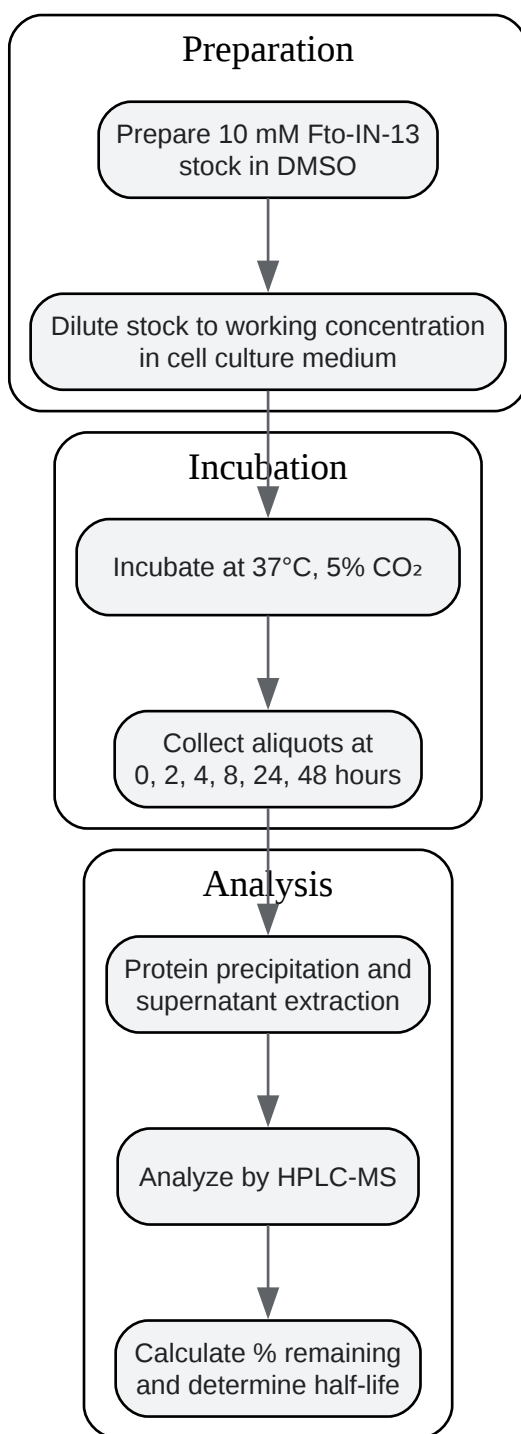 Preparation
Prepare 10 mM Fto-IN-13
stock in DMSO
Dilute stock to working concentration
in cell culture medium
Incubation
Incubate at 37°C, 5% CO₂
Collect aliquots at
0, 2, 4, 8, 24, 48 hours
Analysis
Protein precipitation and
supernatant extraction
Analyze by HPLC-MS
Calculate % remaining
and determine half-life